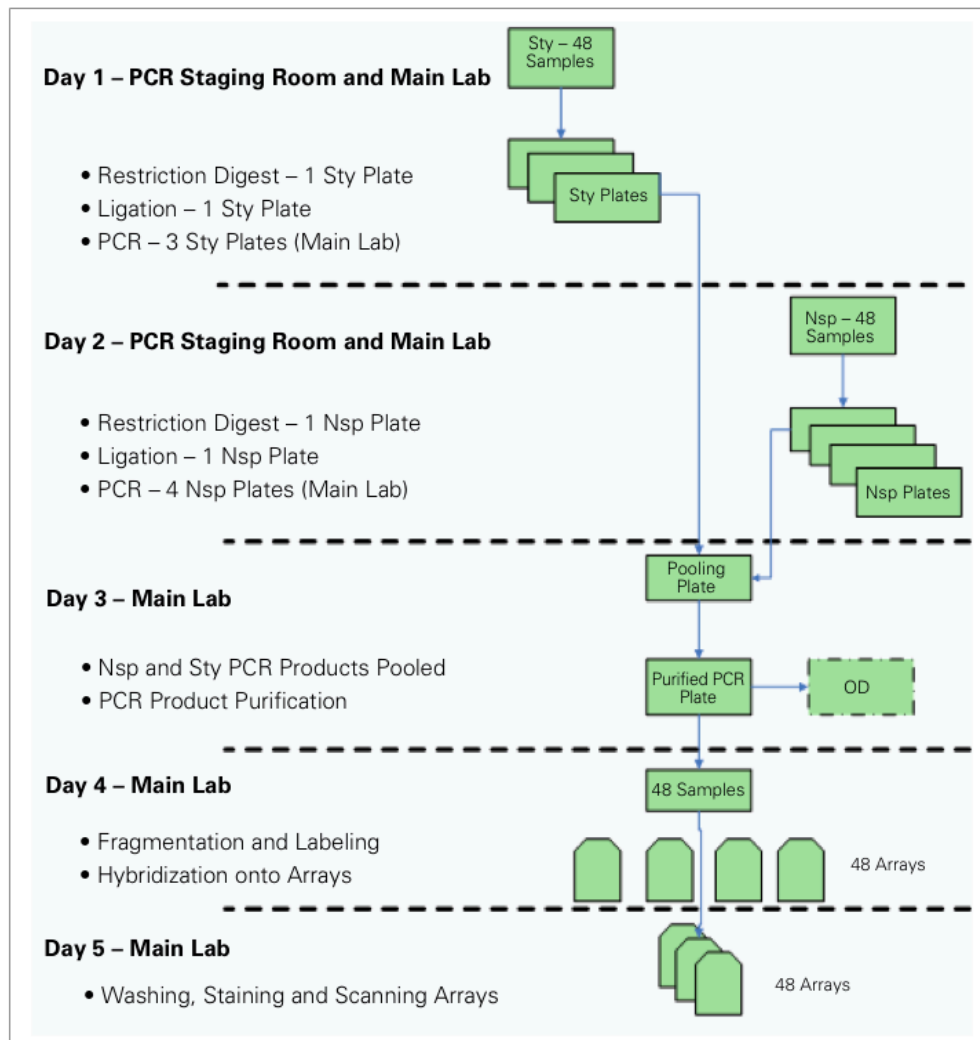 Sty – 48
Samples
Day 1 – PCR Staging Room and Main Lab
• Restriction Digest – 1 Sty Plate
• Ligation – 1 Sty Plate
• PCR – 3 Sty Plates (Main Lab)
Sty Plates
Day 2 – PCR Staging Room and Main Lab
Nsp – 48
Samples
• Restriction Digest – 1 Nsp Plate
• Ligation – 1 Nsp Plate
• PCR – 4 Nsp Plates (Main Lab)
Nsp Plates
Day 3 – Main Lab
Pooling
Plate
• Nsp and Sty PCR Products Pooled
• PCR Product Purification
Purified PCR
Plate
OD
Day 4 – Main Lab
48 Samples
• Fragmentation and Labeling
• Hybridization onto Arrays
48 Arrays
Day 5 – Main Lab
• Washing, Staining and Scanning Arrays
48 Arrays